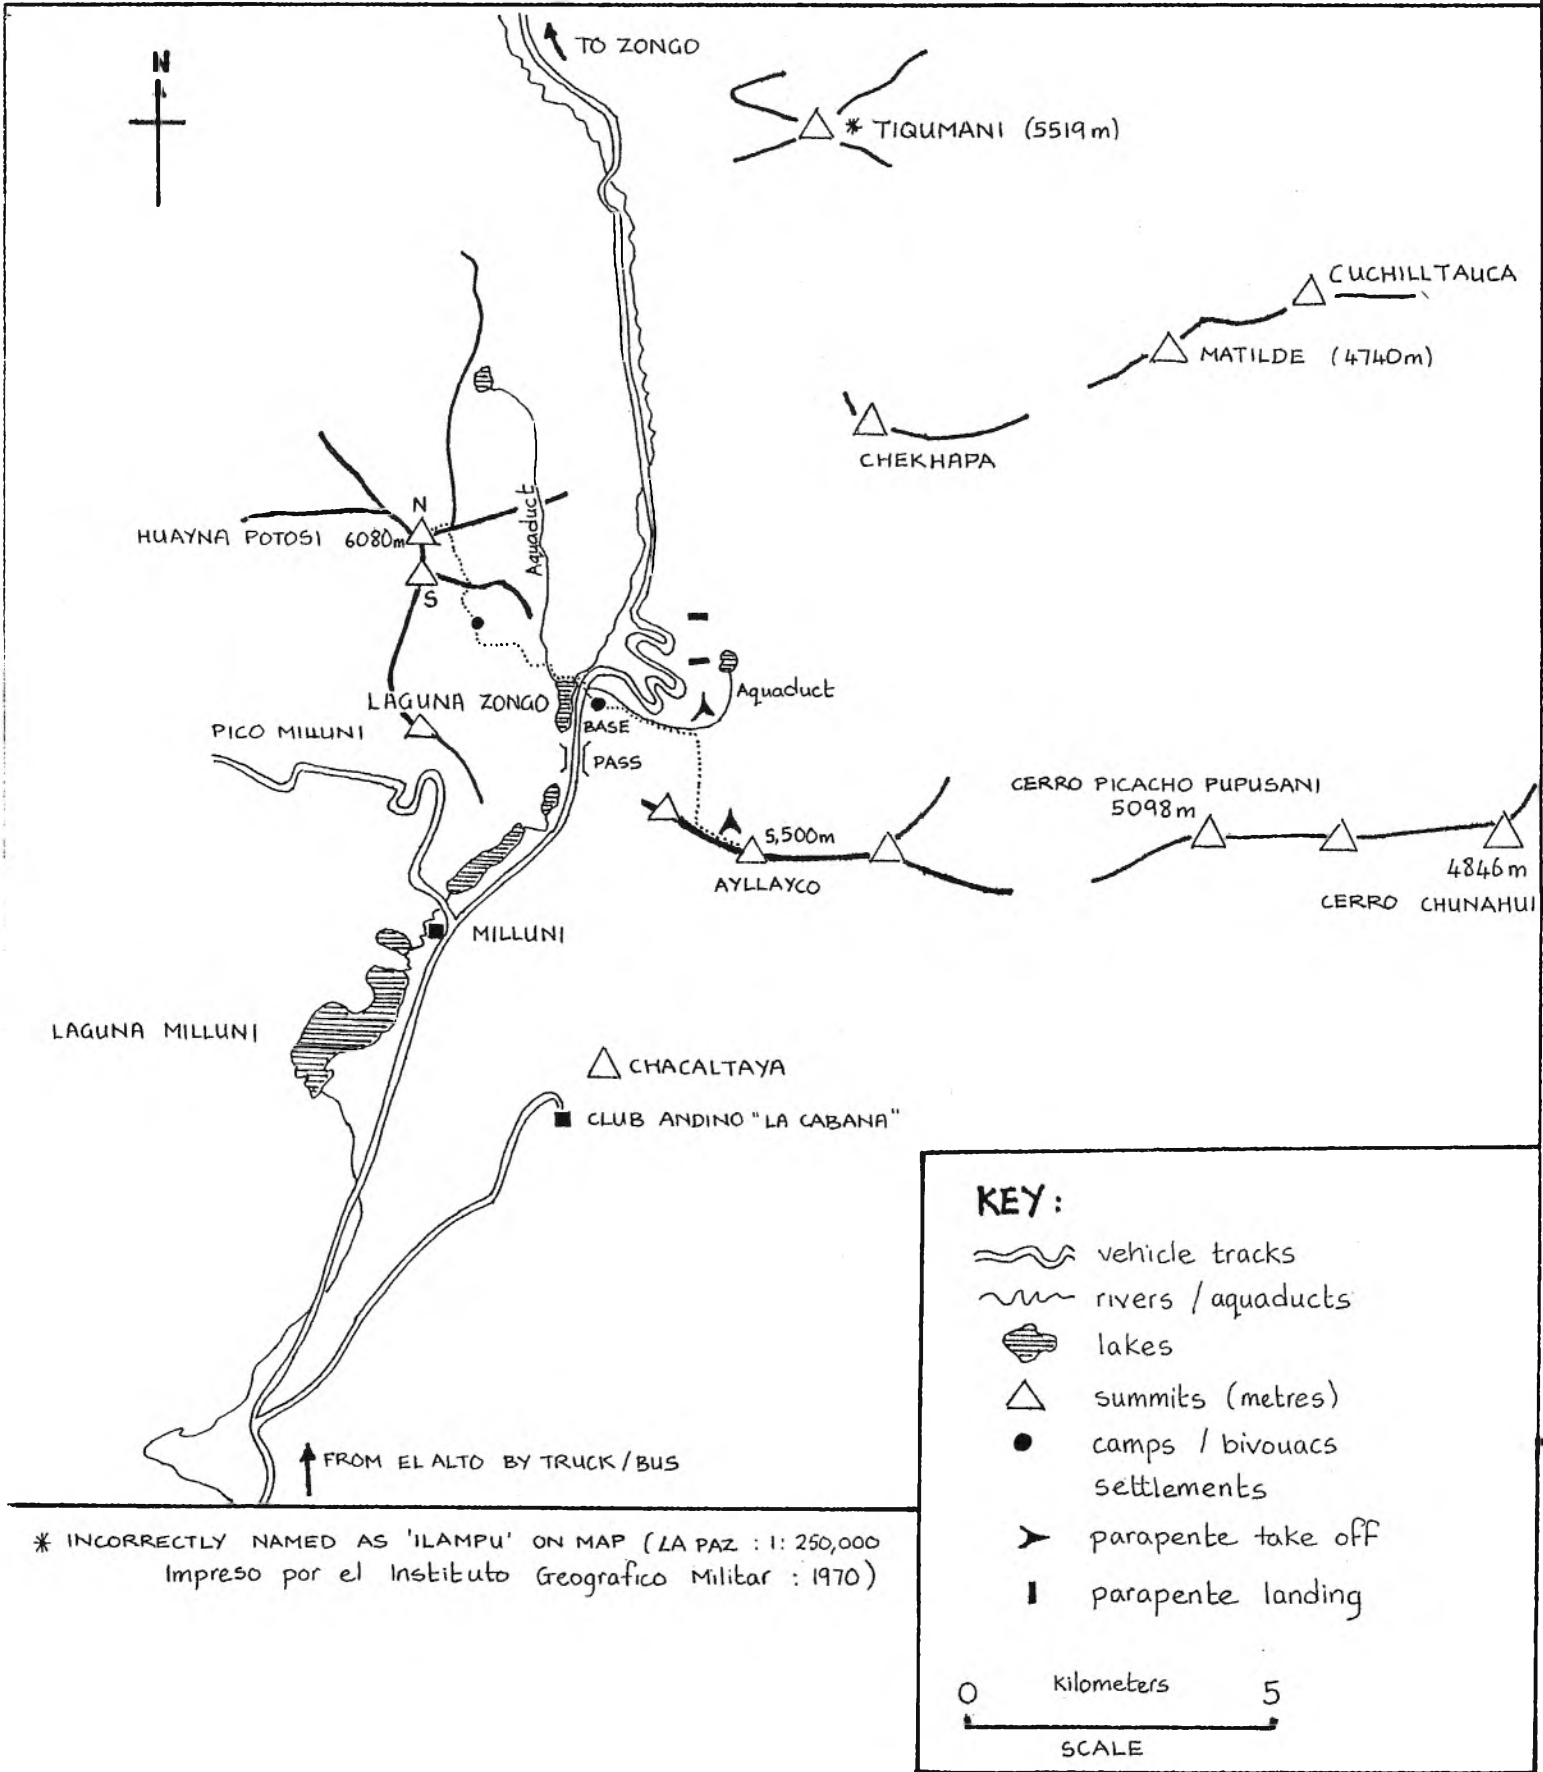 TO ZONGO
N
* TIQUMANI (5519m)
CUCHILLTAUCA
MATILDE (4740m)
CHEKHAPA
N
HUAYNA POTOSI 6080m
S
Aquaduct
Aquaduct
LAGUNA ZONGO
BASE
PICO MILLUNI
PASS
CERRO PICACHO PUPUSANI
5098m
5,500m
AYLLAYCO
4846m
CERRO CHUNAHUI
MILLUNI
LAGUNA MILLUNI
CHACALTAYA
CLUB ANDINO "LA CABANA"
FROM EL ALTO BY TRUCK/BUS
* INCORRECTLY NAMED AS 'ILAMPU' ON MAP (LA PAZ : 1: 250,000
Impreso por el Instituto Geografico Militar : 1970)
KEY:
vehicle tracks
rivers / aquaducts
lakes
summits (metres)
camps / bivouacs
settlements
parapente take off
parapente landing
0 Kilometers 5
SCALE